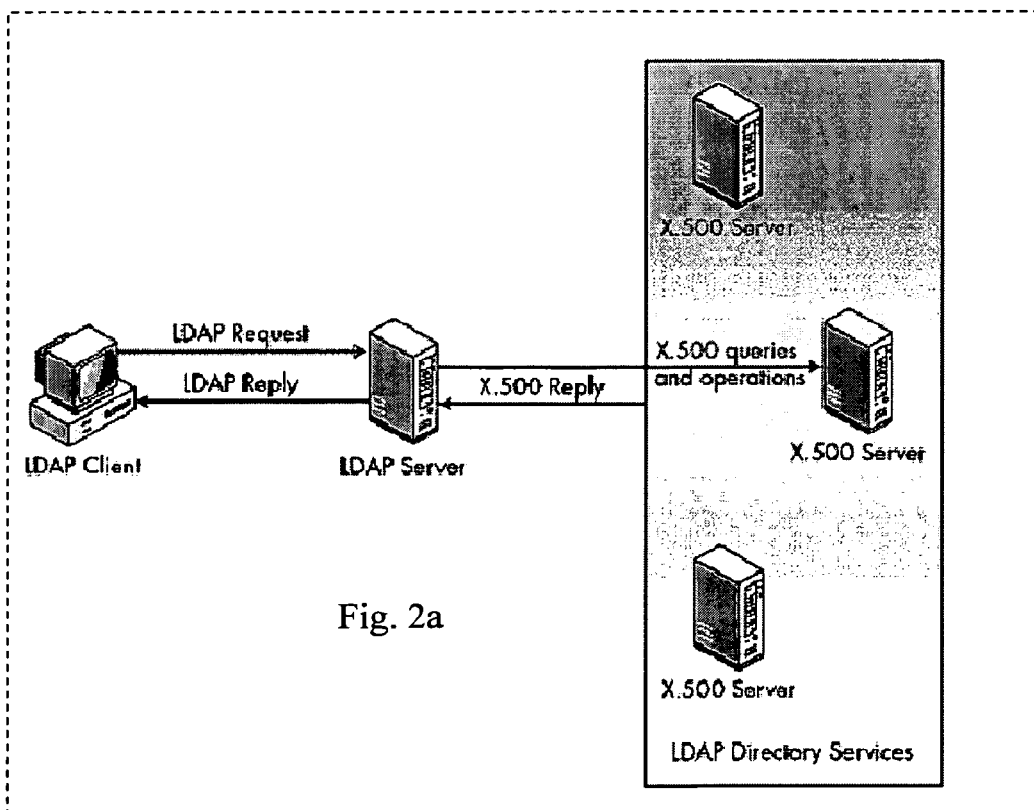 X.500 Server
LDAP Request
LDAP Reply
X.500 queries
and operations
X.500 Reply
LDAP Client
LDAP Server
X.500 Server
Fig. 2a
X.500 Server
LDAP Directory Services